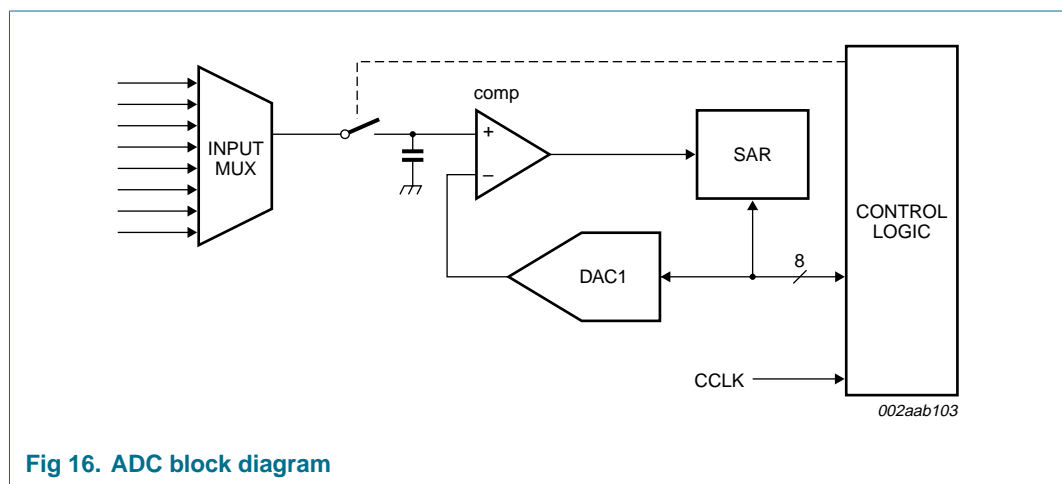 comp
INPUT
MUX
+
–
SAR
CONTROL
LOGIC
DAC1
8
CCLK
002aab103
Fig 16. ADC block diagram